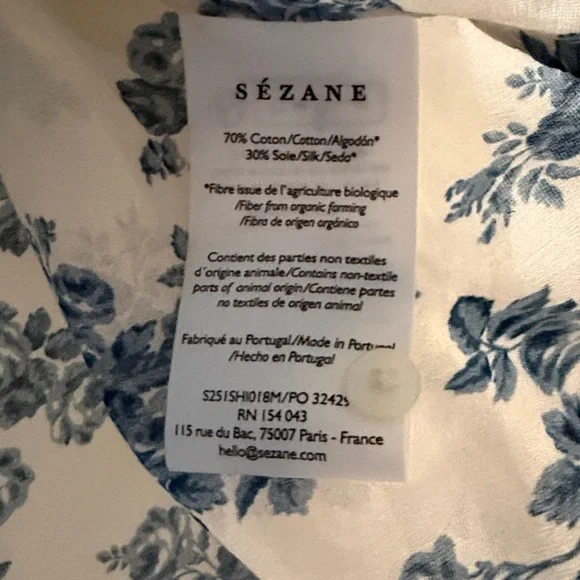 SÉZANE
70% Coton/Cotton/Algodón*
30% Soie/Silk/Seda*
*Fibre issue de l'agriculture biologique
/Fiber from organic farming
/Fibra de origen orgánico
Contient des parties non textiles
d'origine animale/Contains non-textile
parts of animal origin/Contiene partes
no textiles de origen animal
Fabriqué au Portugal/Made in
/Hecho en Portugal
S251SHI018M/PO
RN 154 043
115 rue du Bac, 75007 Paris - France
hello@sezane.com